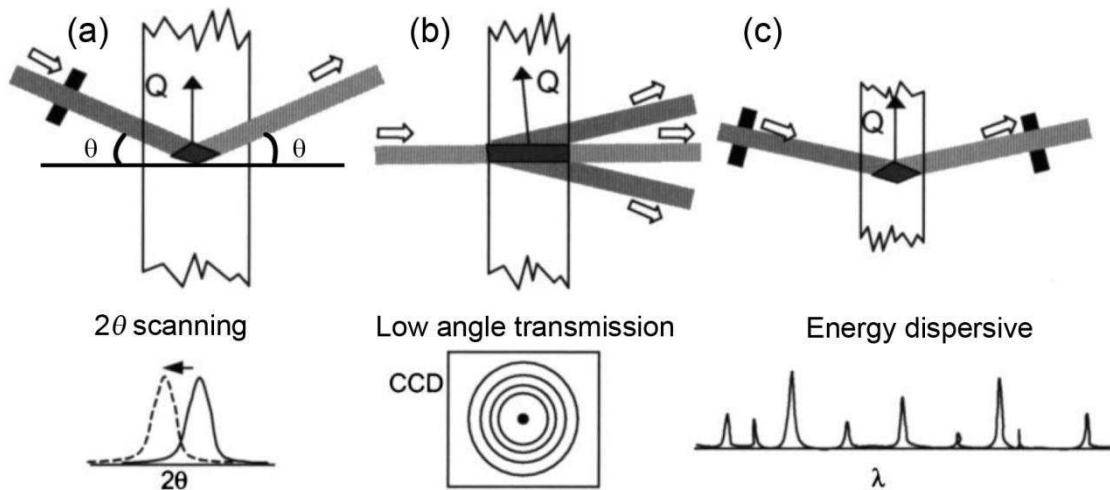 (a)
Q
θ
θ
2θ scanning
2θ
(b)
Q
Low angle transmission
CCD
(c)
Q
Energy dispersive
λ